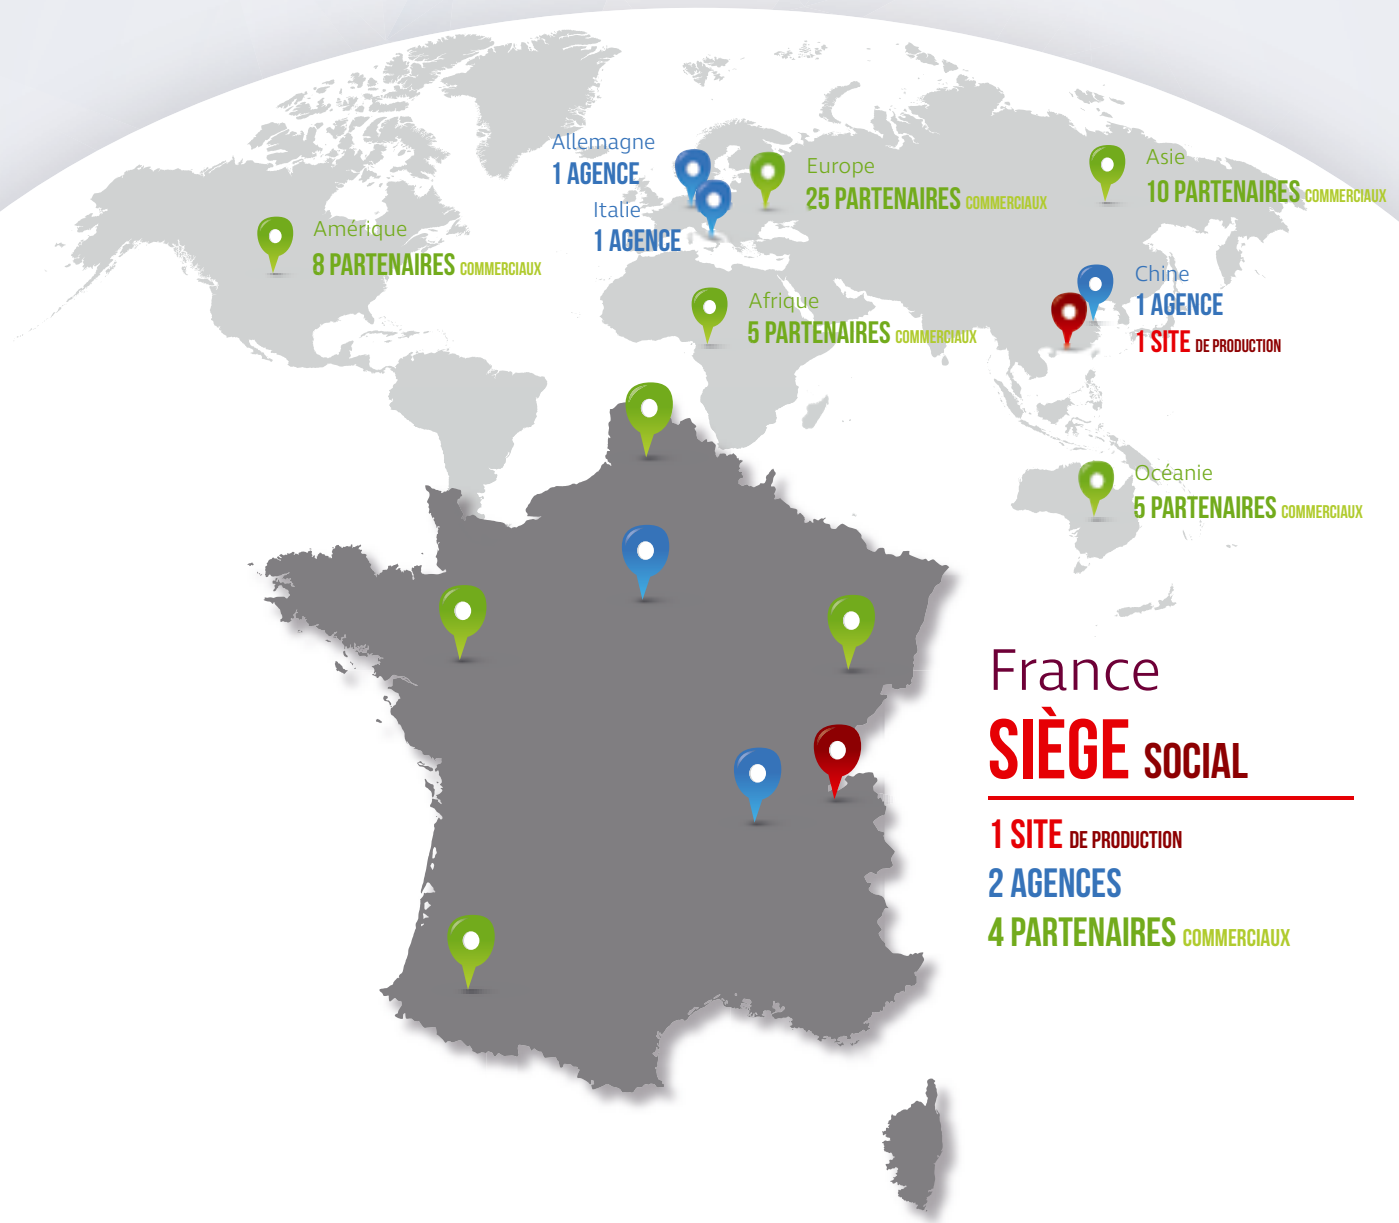 Allemagne
1 AGENCE
Italie
1 AGENCE
Europe
25 PARTENAIRES COMMERCIAUX
Asie
10 PARTENAIRES COMMERCIAUX
Amérique
8 PARTENAIRES COMMERCIAUX
Afrique
5 PARTENAIRES COMMERCIAUX
Chine
1 AGENCE
1 SITE DE PRODUCTION
Océanie
5 PARTENAIRES COMMERCIAUX
France
SIÈGE SOCIAL
1 SITE DE PRODUCTION
2 AGENCES
4 PARTENAIRES COMMERCIAUX